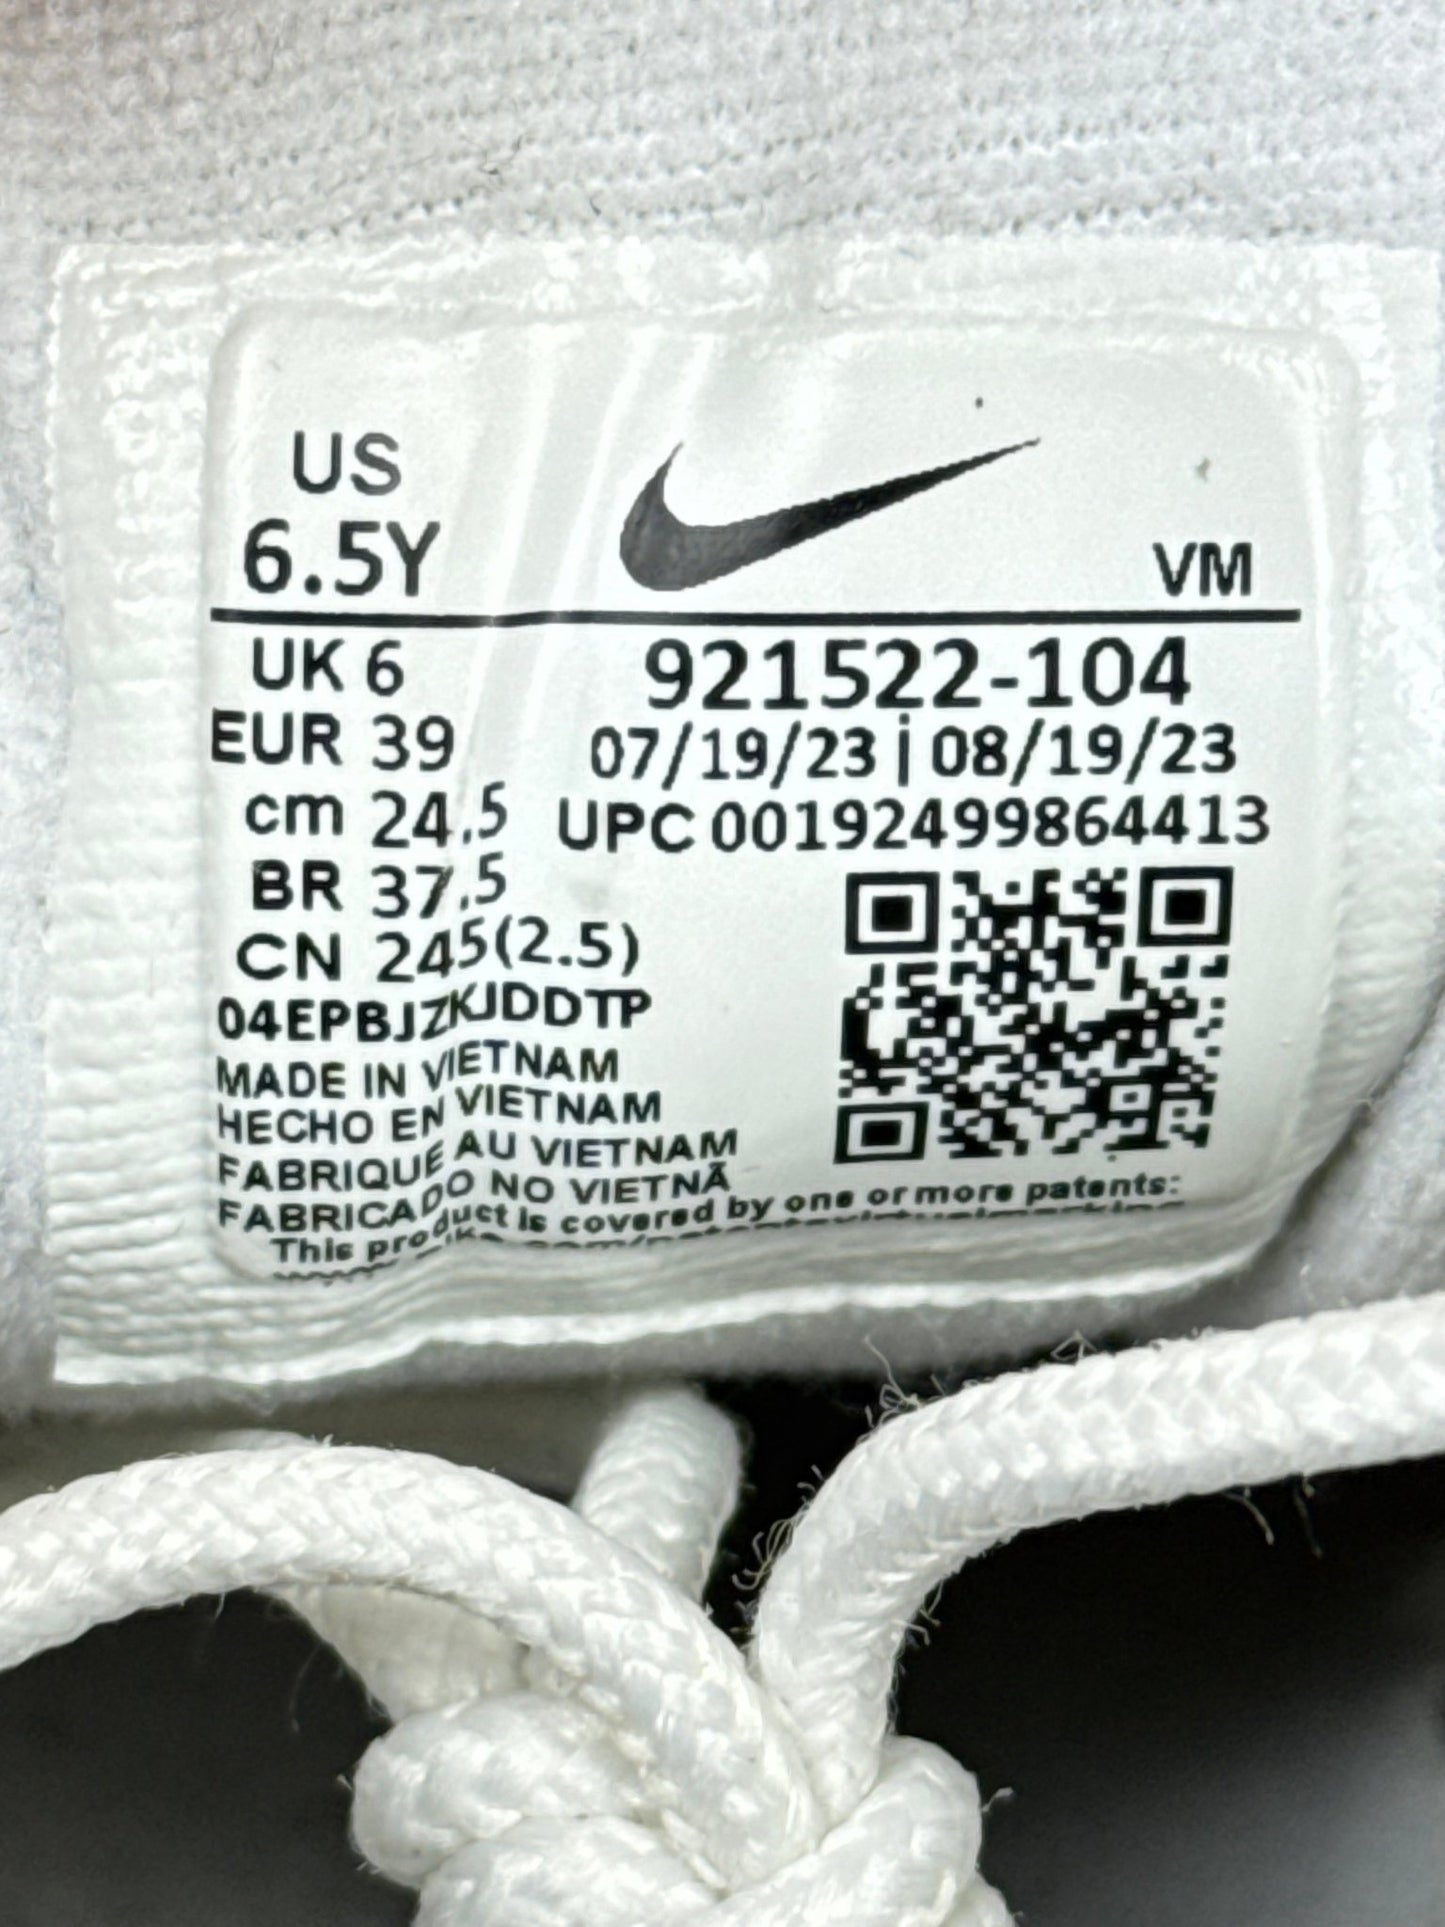 US
6.5Y
VM
UK 6
EUR 39
cm 24.5
BR 37.5
CN 245(2.5)
921522-104
07/19/23 | 08/19/23
UPC 00192499864413
04EPBJZKJDDTP
MADE IN VIETNAM
HECHO EN VIETNAM
FABRIQUE AU VIETNAM
FABRICADO NO VIETNÃ
This product is covered by one or more patents: